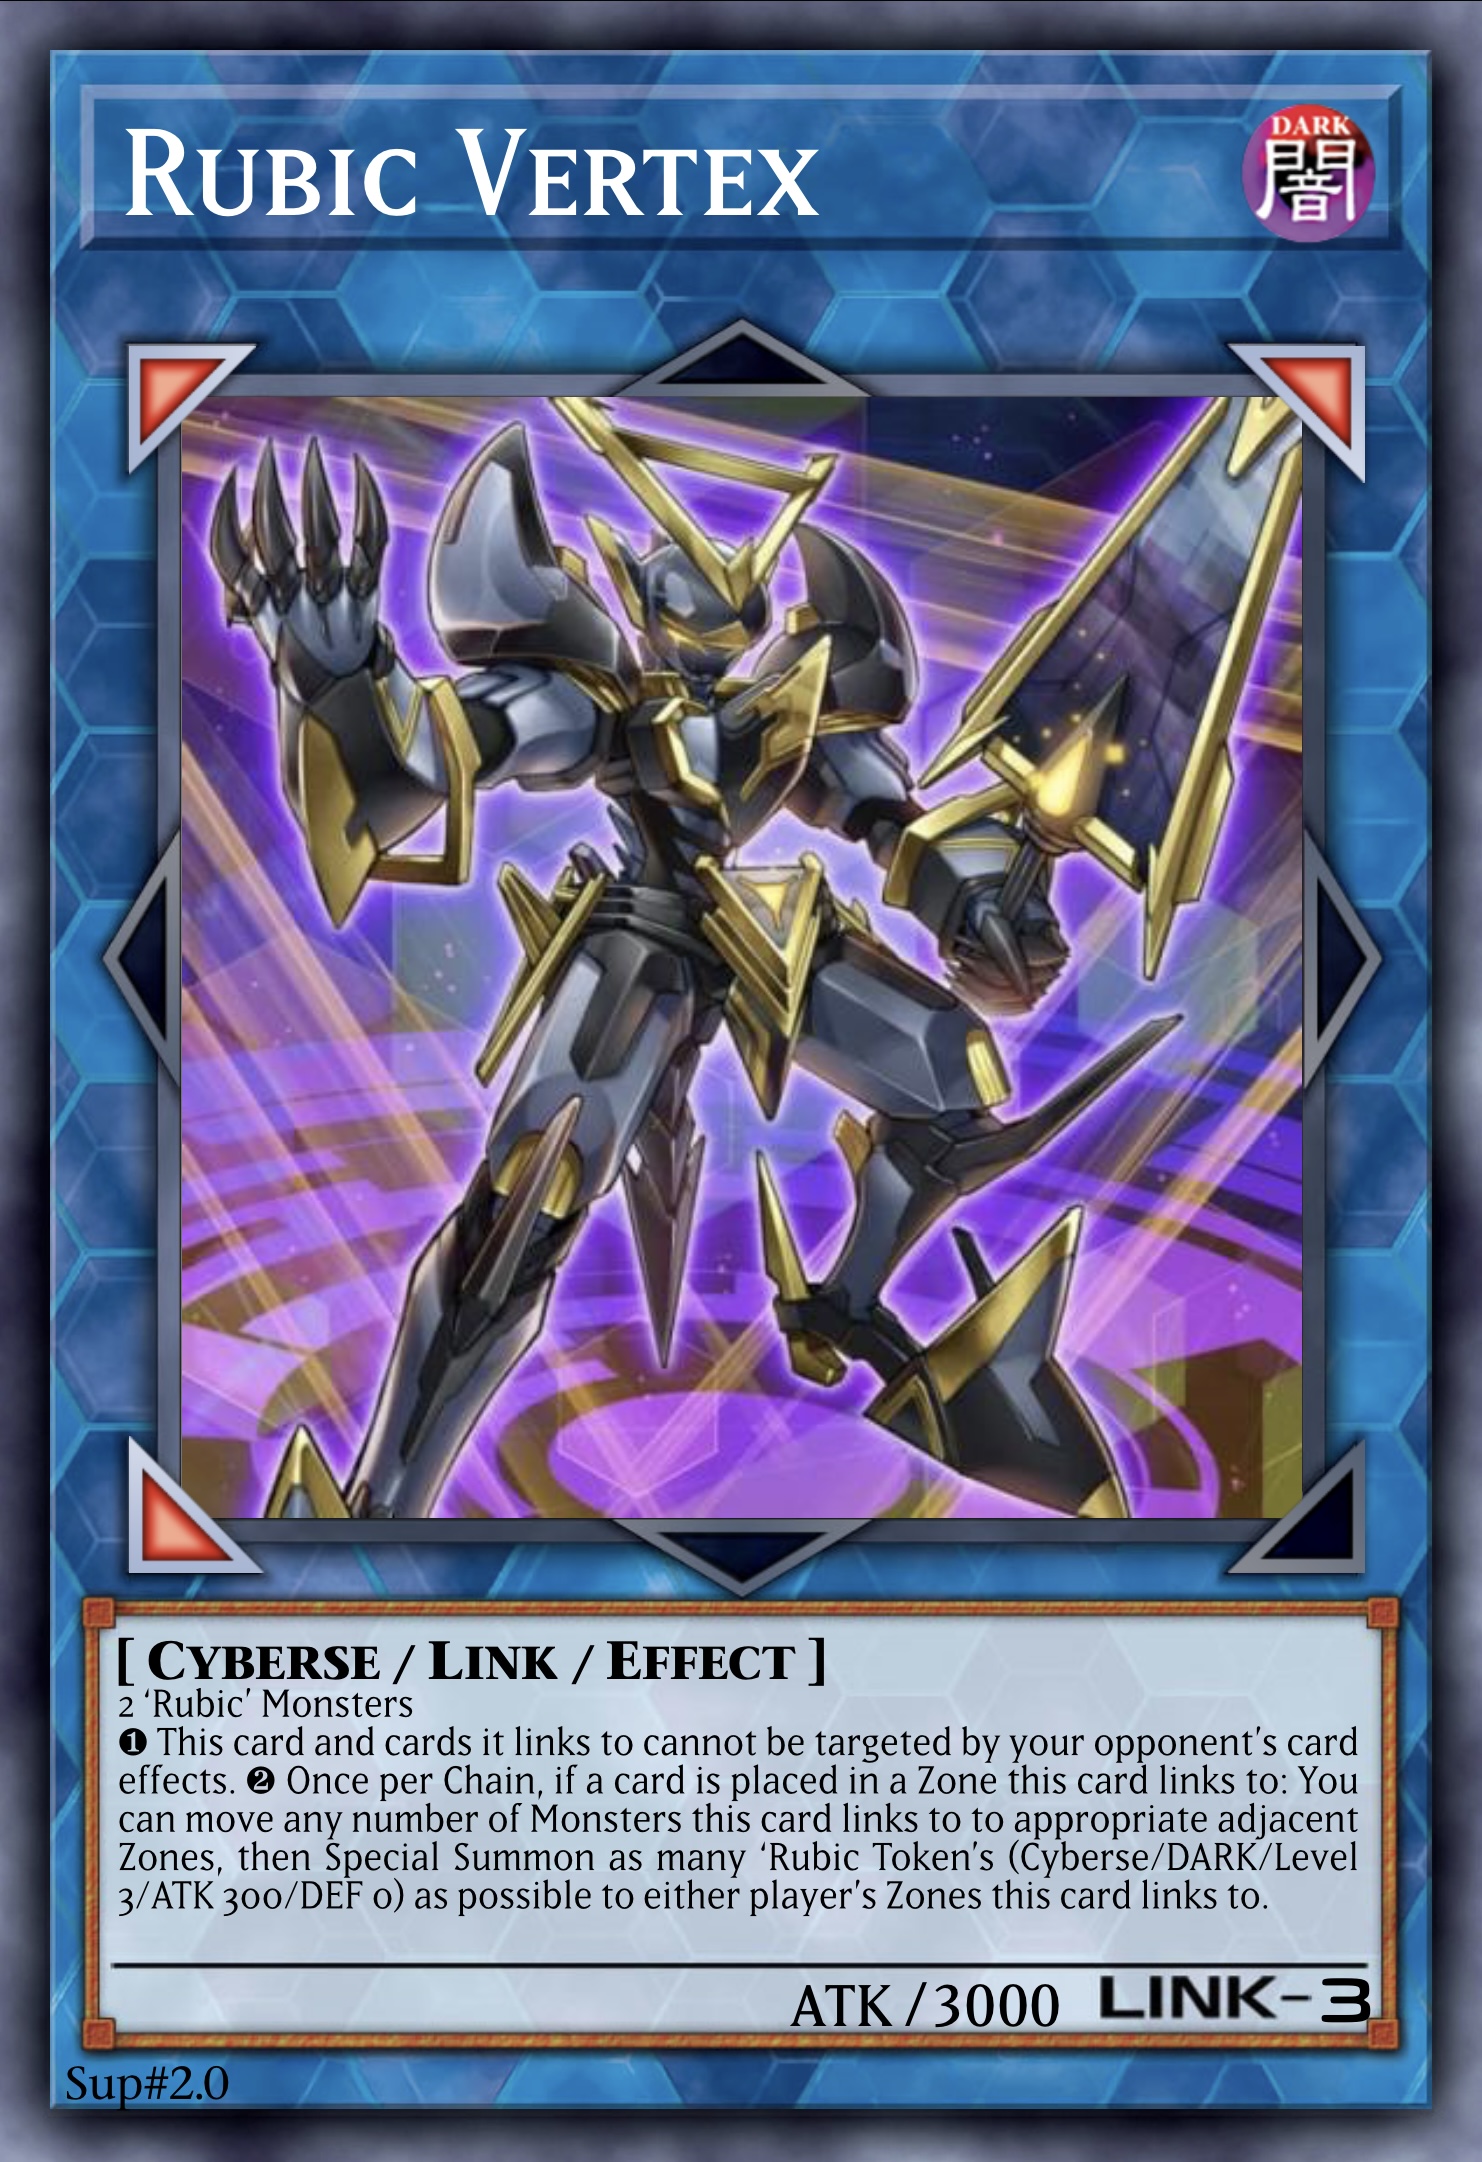 Rubic Vertex
DARK
闇
[ Cyberse / Link / Effect ]
2 ‘Rubic’ Monsters
❶ This card and cards it links to cannot be targeted by your opponent's card
effects. ❷ Once per Chain, if a card is placed in a Zone this card links to: You
can move any number of Monsters this card links to to appropriate adjacent
Zones, then Special Summon as many ‘Rubic Token's (Cyberse/DARK/Level
3/ATK 300/DEF 0) as possible to either player's Zones this card links to.
ATK / 3000 LINK-3
Sup#2.0